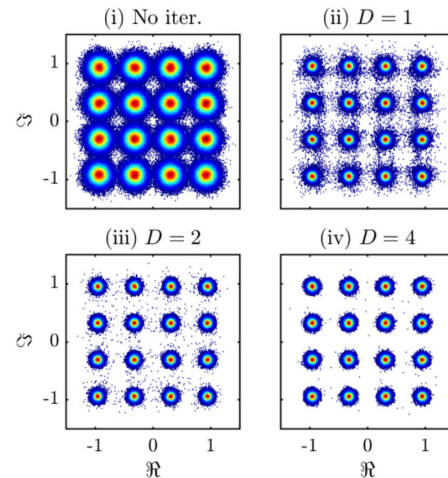 (i) No iter.
(ii) D = 1
1
0
-1
ℑ
(iii) D = 2
(iv) D = 4
1
0
-1
ℑ
-1 0 1
-1 0 1
ℜ
ℜ